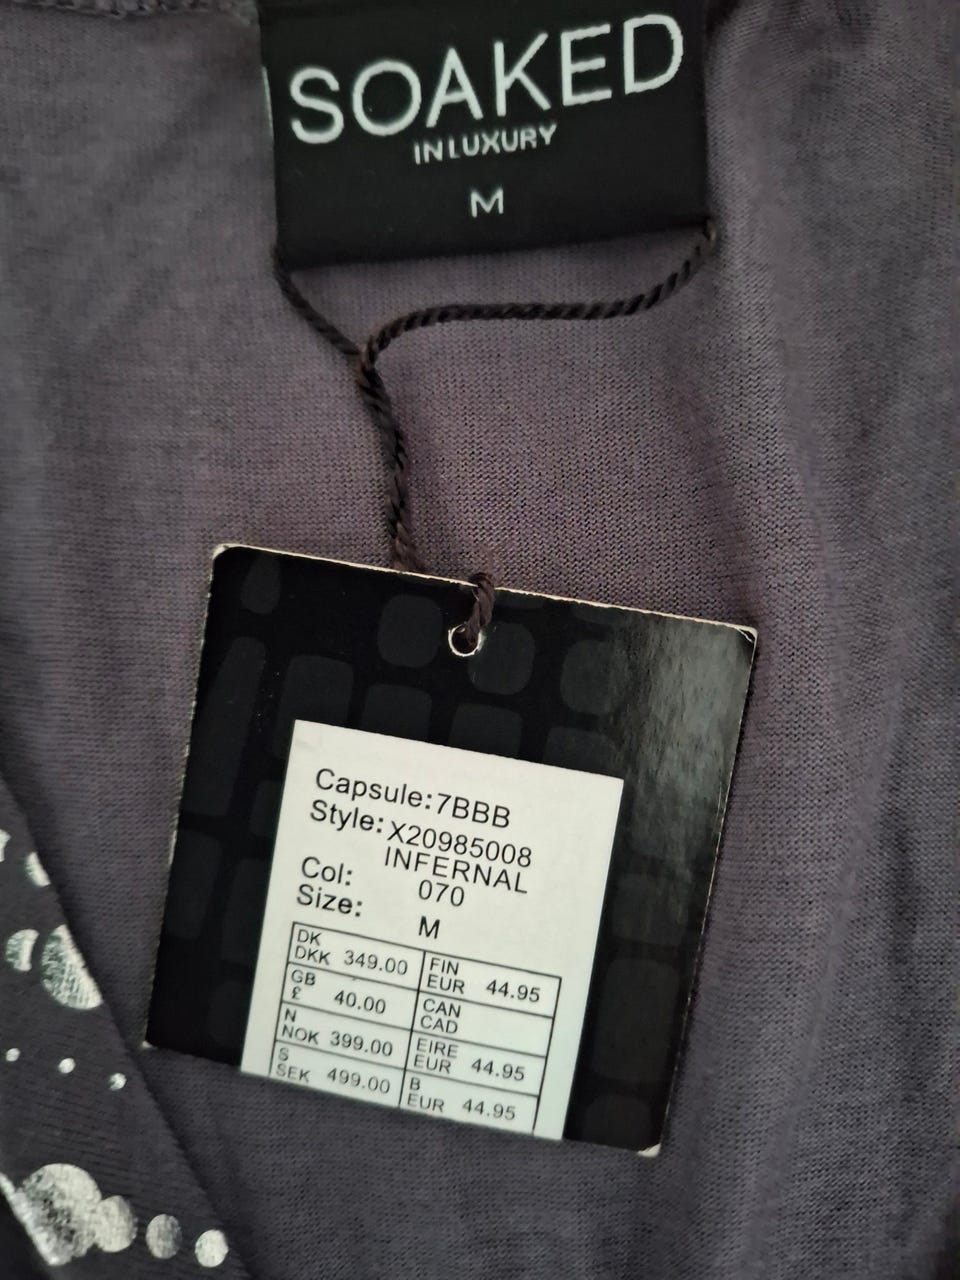 SOAKED
IN LUXURY
M
Capsule: 7BBB
Style: X20985008
INFERNAL
Col: 070
Size: M
DK
DKK 349.00
FIN
EUR 44.95
GB
£ 40.00
CAN
CAD
N
NOK 399.00
EIRE
EUR 44.95
S
SEK 499.00
B
EUR 44.95